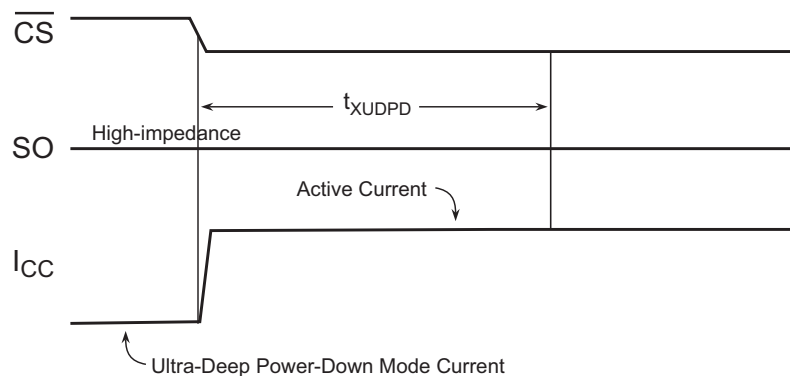 CS
tXUDPD
High-impedance
SO
Active Current
ICC
Ultra-Deep Power-Down Mode Current